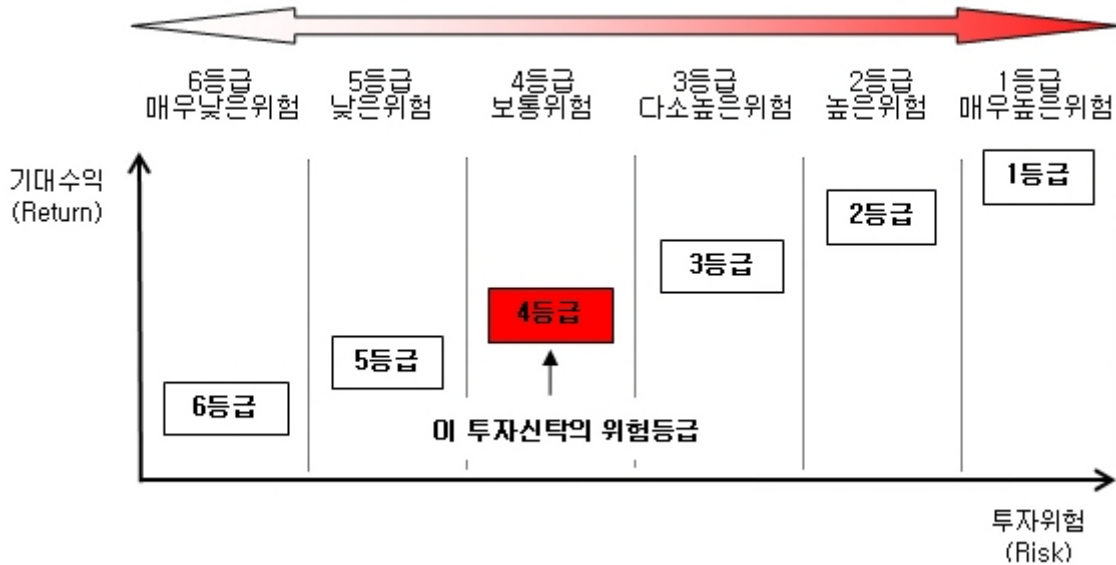 6등급
매우낮은위험
5등급
낮은위험
4등급
보통위험
3등급
다소높은위험
2등급
높은위험
1등급
매우높은위험
기대수익
(Return)
1등급
2등급
3등급
4등급
5등급
6등급
이 투자신탁의 위험등급
투자위험
(Risk)